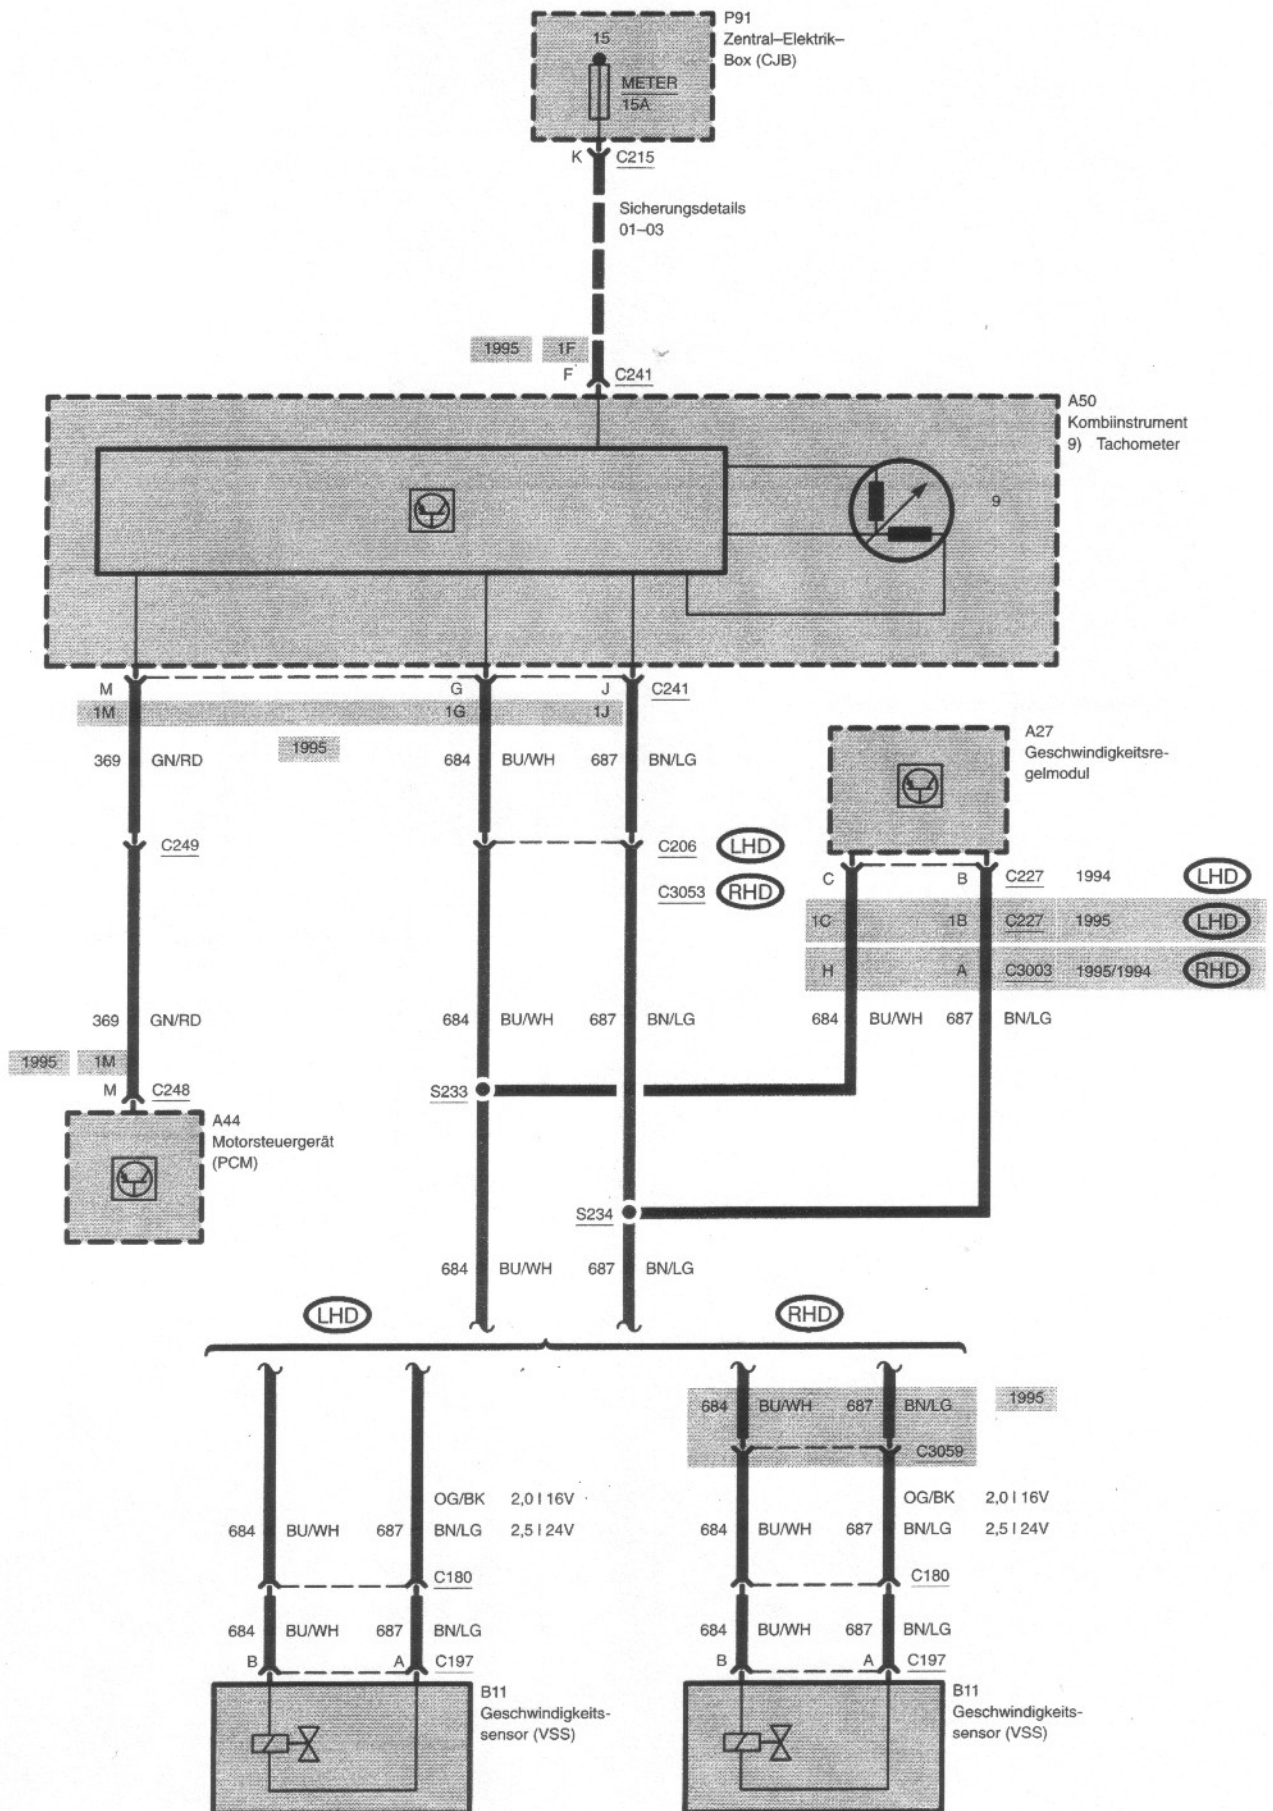 P91
Zentral–Elektrik–
Box (CJB)
15
METER
15A
K
C215
Sicherungsdetails
01–03
1995
1F
F
C241
A50
Kombiinstrument
9) Tachometer
9
M
G
J
C241
1M
1G
1J
1995
369
GN/RD
684
BU/WH
687
BN/LG
A27
Geschwindigkeitsre-
gelmodul
C249
C206
LHD
C3053
RHD
C
B
C227
1994
LHD
1C
1B
C227
1995
LHD
H
A
C3003
1995/1994
RHD
369
GN/RD
684
BU/WH
687
BN/LG
684
BU/WH
687
BN/LG
1995
1M
M
C248
S233
A44
Motorsteuergerät
(PCM)
S234
684
BU/WH
687
BN/LG
LHD
RHD
684
BU/WH
687
BN/LG
1995
C3059
OG/BK
2,0 l 16V
684
BU/WH
687
BN/LG
2,5 l 24V
OG/BK
2,0 l 16V
684
BU/WH
687
BN/LG
2,5 l 24V
C180
C180
684
BU/WH
687
BN/LG
684
BU/WH
687
BN/LG
B
A
C197
B
A
C197
B11
Geschwindigkeits-
sensor (VSS)
B11
Geschwindigkeits-
sensor (VSS)